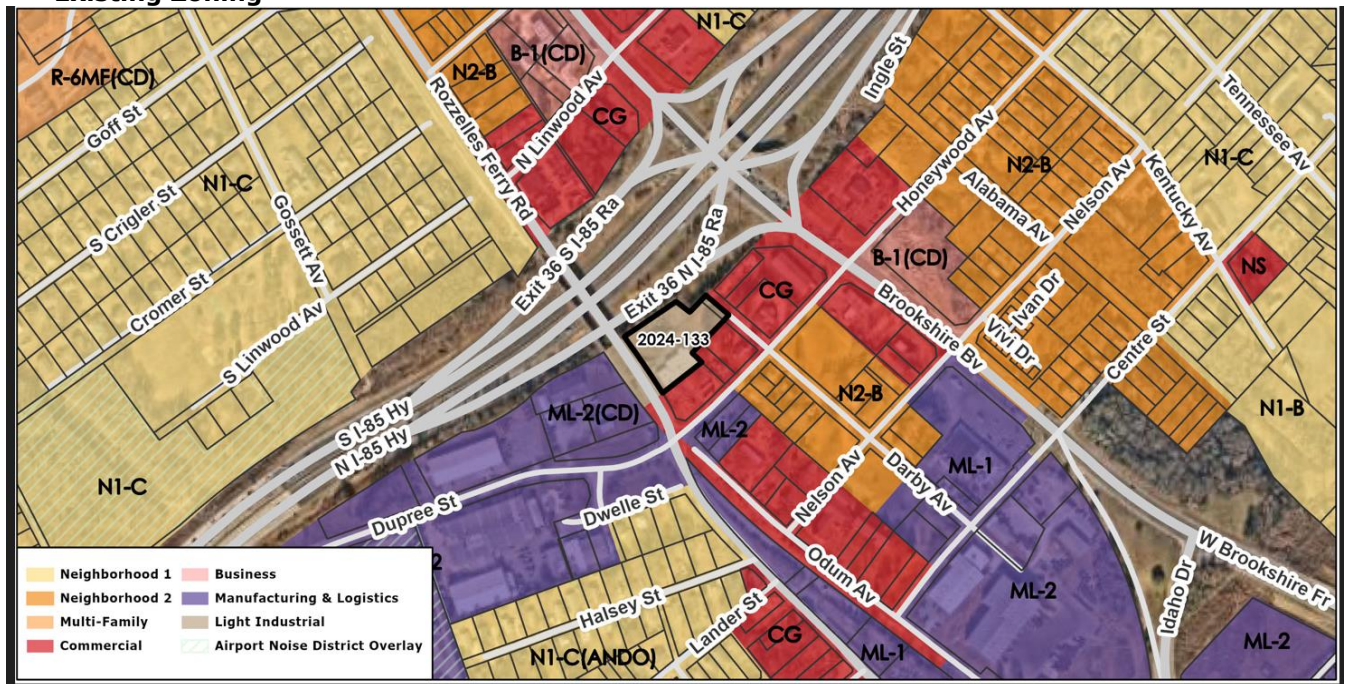 Existing Zoning
N1-C
B-1(CD)
R-6MF(CD)
N2-B
Ingle St
Tennessee Av
Goff St
Rozzelles Ferry Rd
N Linwood Av
CG
Honeywood Av
N1-C
N2-B
Kentucky Av
Nelson Av
N1-C
S Crigler St
Gossett Av
Alabama Av
Exit 36 S I-85 Ra
Exit 36 N I-85 Ra
B-1(CD)
NS
Cromer St
CG
Ivan Dr
Vivi Dr
Brookshire Bv
S Linwood Av
2024-133
Centre St
S I-85 Hy
N I-85 Hy
ML-2(CD)
N2-B
N1-B
ML-2
N1-C
ML-1
Nelson Av
Darby Av
Dupree St
Dwelle St
2
Odum Av
W Brookshire Fr
Idaho Dr
Halsey St
ML-2
Lander St
CG
ML-1
ML-2
N1-C(ANDO)
Neighborhood 1
Neighborhood 2
Multi-Family
Commercial
Business
Manufacturing & Logistics
Light Industrial
Airport Noise District Overlay